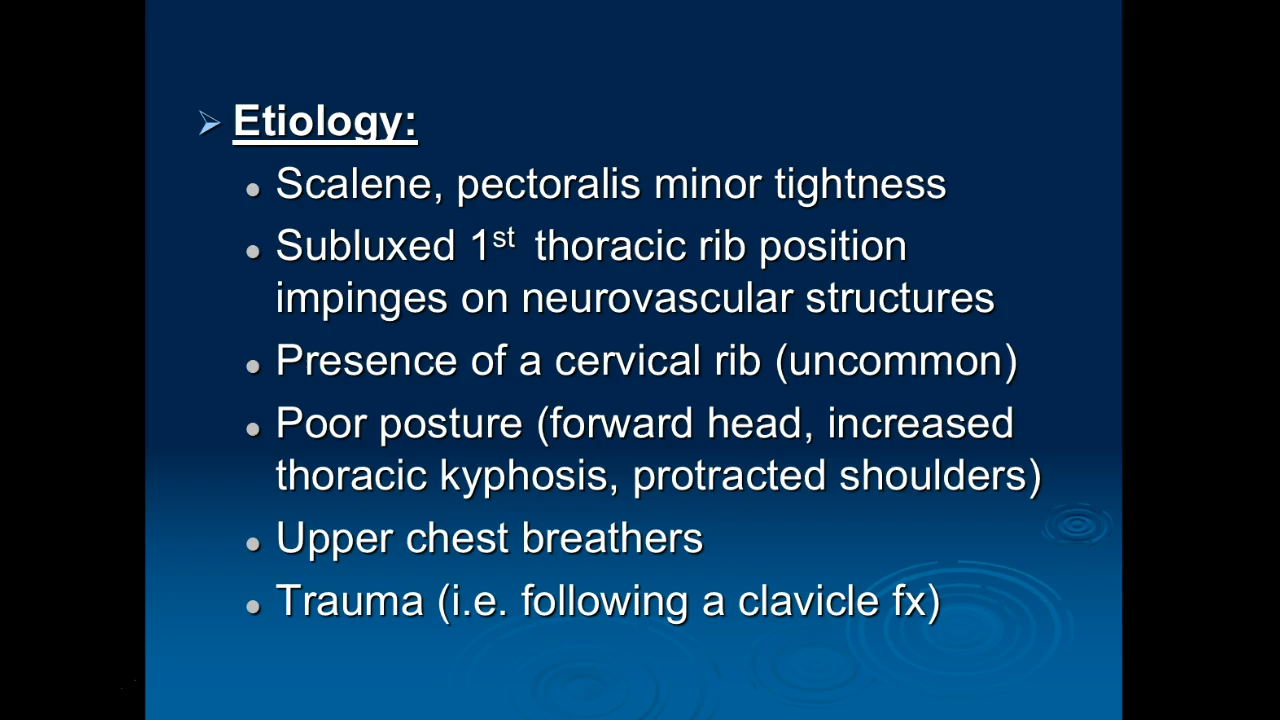 Etiology:
Scalene, pectoralis minor tightness
Subluxed 1st thoracic rib position
impinges on neurovascular structures
Presence of a cervical rib (uncommon)
Poor posture (forward head, increased
thoracic kyphosis, protracted shoulders)
Upper chest breathers
Trauma (i.e. following a clavicle fx)